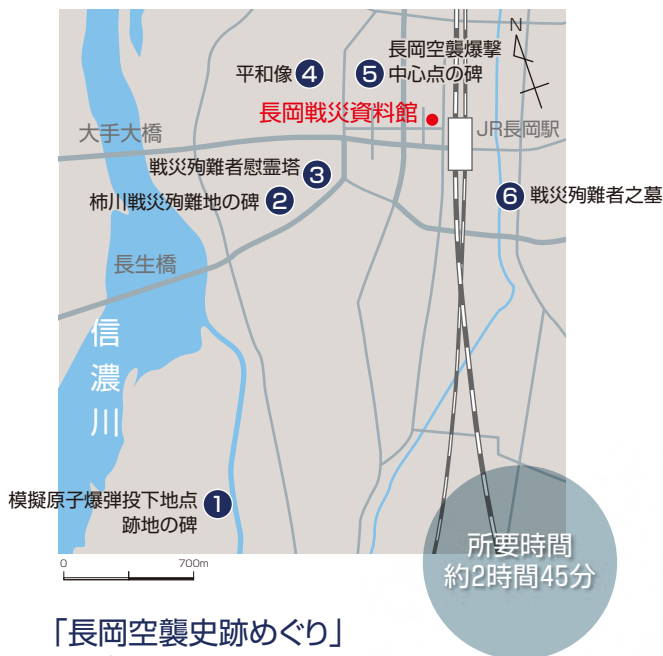 長岡空襲爆撃
中心点の碑
N
平和像 4
5
長岡戦災資料館
大手大橋
JR長岡駅
戦災殉難者慰霊塔
3
柿川戦災殉難地の碑 2
6 戦災殉難者之墓
長生橋
信濃川
模擬原子爆弾投下地点
跡地の碑
1
0 700m
所要時間
約2時間45分
「長岡空襲史跡めぐり」